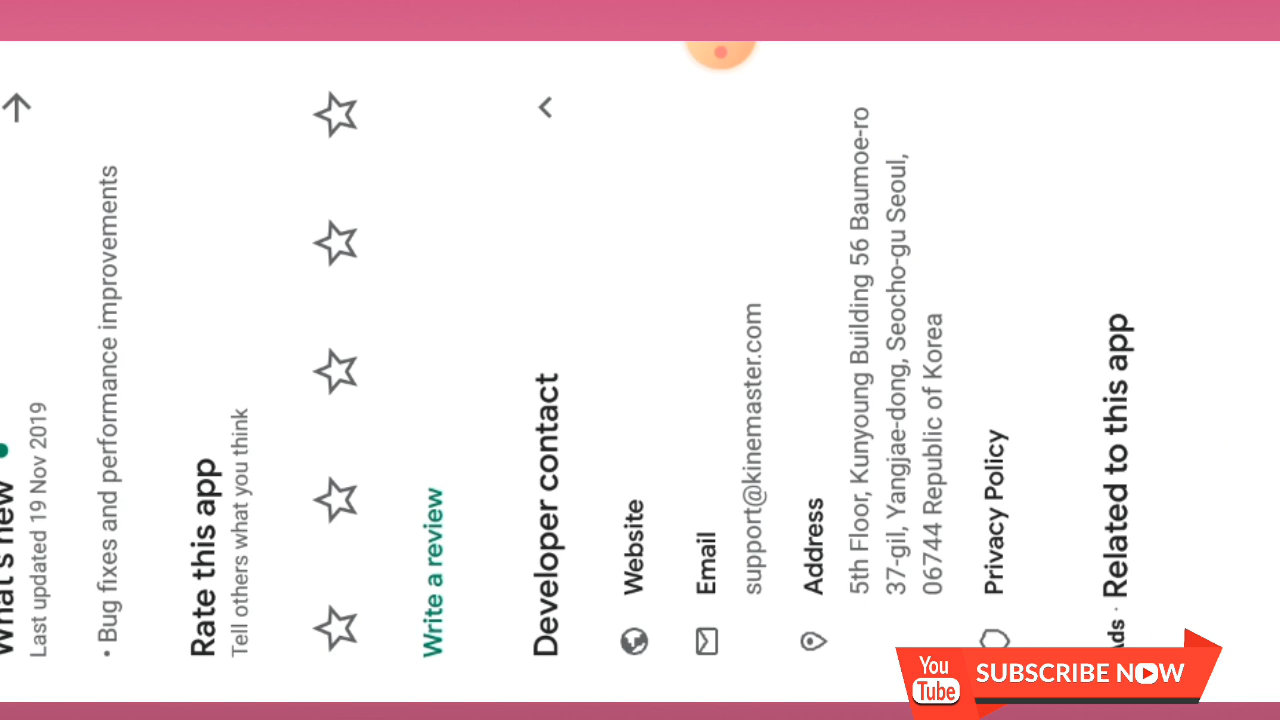 What's new
Last updated 19 Nov 2019
• Bug fixes and performance improvements
Rate this app
Tell others what you think
Write a review
Developer contact
Website
Email
support@kinemaster.com
Address
5th Floor, Kunyoung Building 56 Baumoe-ro
37-gil, Yangjae-dong, Seocho-gu Seoul,
06744 Republic of Korea
Privacy Policy
Ads · Related to this app
You
Tube
SUBSCRIBE NOW